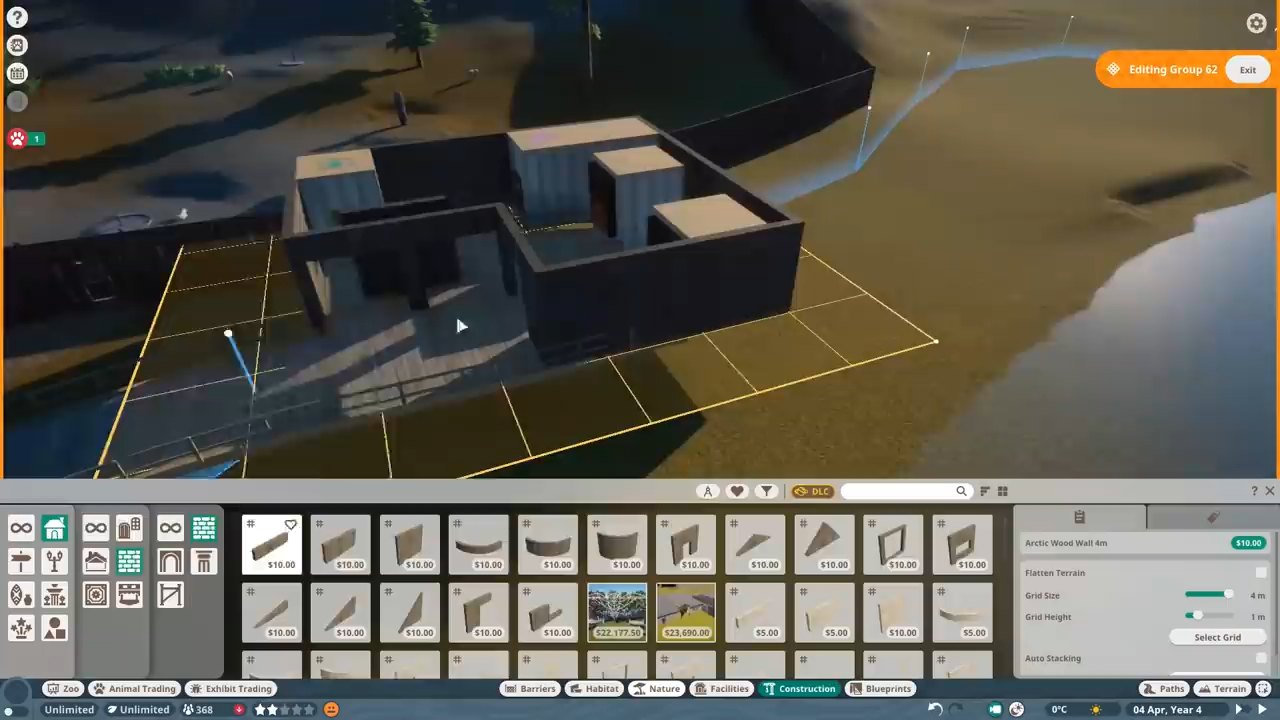 ?
Editing Group 62
Exit
1
DLC
? ×
$10.00 $10.00 $10.00 $10.00 $10.00 $10.00 $10.00 $10.00 $10.00 $10.00 $10.00
$10.00 $10.00 $10.00 $10.00 $10.00 $22,177.50 $23,690.00 $5.00 $5.00 $10.00 $5.00
Arctic Wood Wall 4m $10.00
Flatten Terrain
Grid Size 4 m
Grid Height 1 m
Select Grid
Auto Stacking
Zoo Animal Trading Exhibit Trading Barriers Habitat Nature Facilities Construction Blueprints Paths Terrain
Unlimited Unlimited 368 0°C 04 Apr, Year 4